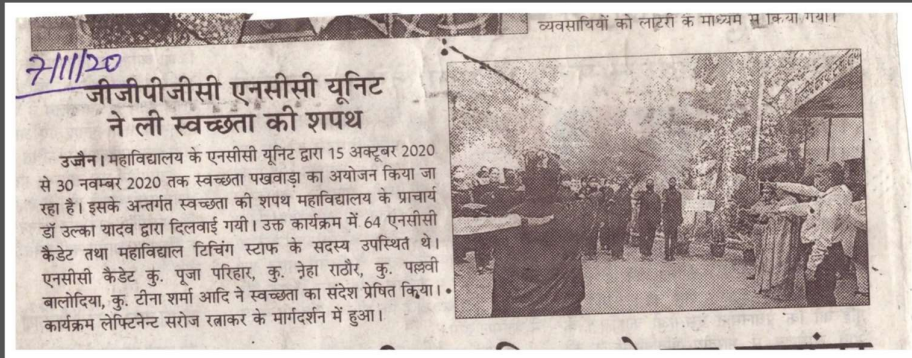 व्यवसायियों को लाटरी के माध्यम से किया गया।
7/11/20
जीजीपीजीसी एनसीसी यूनिट
ने ली स्वच्छता की शपथ
उज्जैन। महाविद्यालय के एनसीसी यूनिट द्वारा 15 अक्टूबर 2020
से 30 नवम्बर 2020 तक स्वच्छता पखवाड़ा का अयोजन किया जा
रहा है। इसके अन्तर्गत स्वच्छता की शपथ महाविद्यालय के प्राचार्य
डॉ उल्का यादव द्वारा दिलवाई गयी। उक्त कार्यक्रम में 64 एनसीसी
कैडेट तथा महाविद्याल टिचिंग स्टाफ के सदस्य उपस्थित थे।
एनसीसी कैडेट कु. पूजा परिहार, कु. नेहा राठौर, कु. पल्लवी
बालोदिया, कु. टीना शर्मा आदि ने स्वच्छता का संदेश प्रेषित किया।
कार्यक्रम लेफ्टिनेन्ट सरोज रत्नाकर के मार्गदर्शन में हुआ।